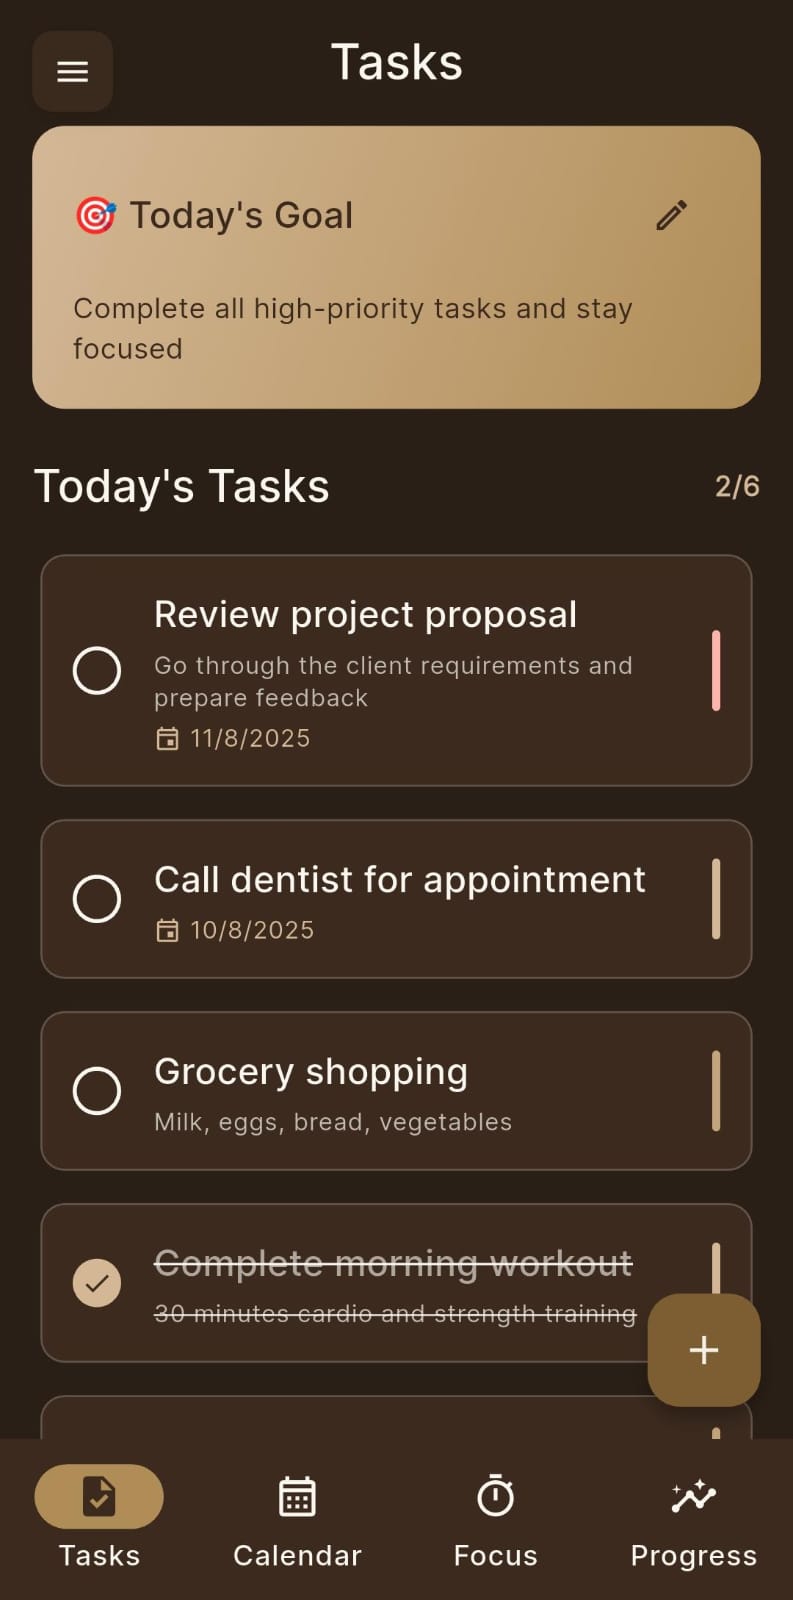 Tasks
Today's Goal
Complete all high-priority tasks and stay
focused
Today's Tasks
2/6
Review project proposal
Go through the client requirements and
prepare feedback
11/8/2025
Call dentist for appointment
10/8/2025
Grocery shopping
Milk, eggs, bread, vegetables
Complete morning workout
30 minutes cardio and strength training
Tasks
Calendar
Focus
Progress